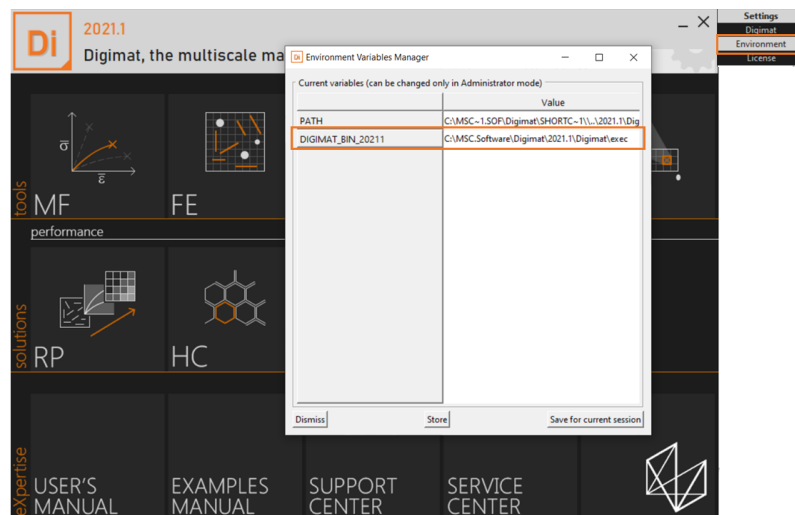 Di
2021.1
Digimat, the multiscale ma
Settings
Digimat
Environment
License
Di Environment Variables Manager
Current variables (can be changed only in Administrator mode)
Value
PATH C:\MSC~1.SOF\Digimat\SHORTC~1\\..\2021.1\Dig
DIGIMAT_BIN_20211 C:\MSC.Software\Digimat\2021.1\Digimat\exec
Dismiss Store Save for current session
tools
σ
ε
MF
FE
performance
solutions
RP
HC
eXpertise
USER'S
MANUAL
EXAMPLES
MANUAL
SUPPORT
CENTER
SERVICE
CENTER